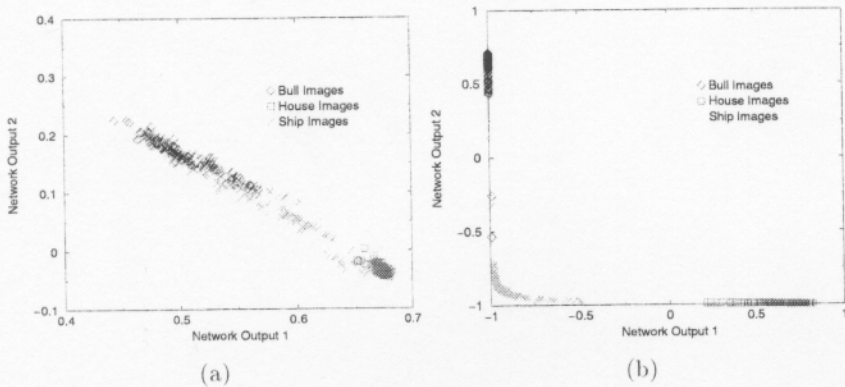 0.4
0.3
0.2
0.1
0
−0.1
0.4
0.5
0.6
0.7
Network Output 2
Network Output 1
Bull Images
House Images
Ship Images
(a)
1
0.5
0
−0.5
−1
−1
−0.5
0
0.5
1
Network Output 2
Network Output 1
Bull Images
House Images
Ship Images
(b)